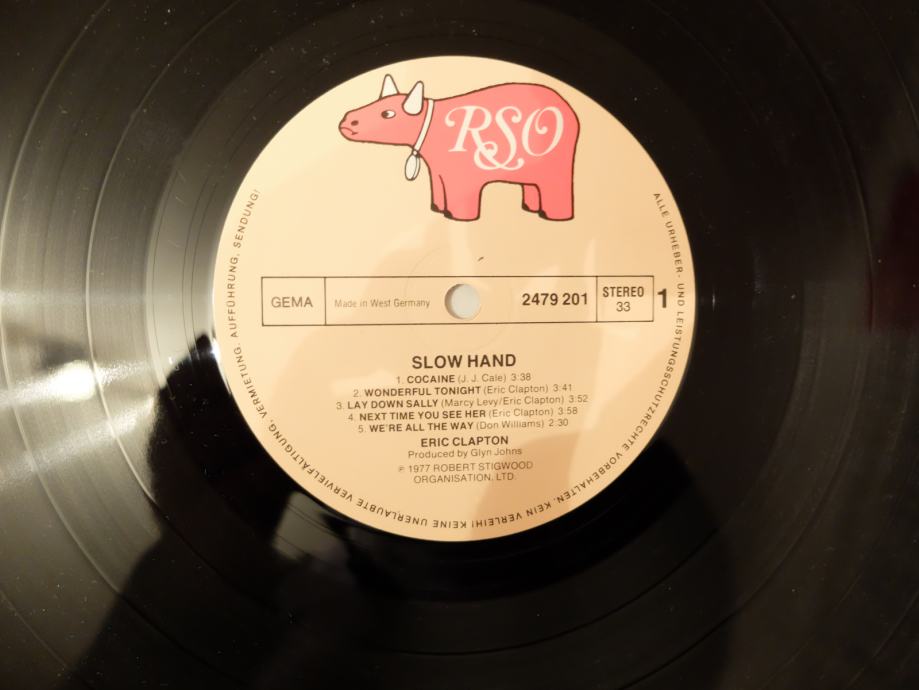 RSO
GEMA
Made in West Germany
2479 201
STEREO
33
1
SLOW HAND
1. COCAINE (J. J. Cale) 3:38
2. WONDERFUL TONIGHT (Eric Clapton) 3:41
3. LAY DOWN SALLY (Marcy Levy/Eric Clapton) 3:52
4. NEXT TIME YOU SEE HER (Eric Clapton) 3:58
5. WE'RE ALL THE WAY (Don Williams) 2:30
ERIC CLAPTON
Produced by Glyn Johns
℗ 1977 ROBERT STIGWOOD
ORGANISATION, LTD.
ALLE URHEBER- UND LEISTUNGSSCHUTZRECHTE VORBEHALTEN. KEIN VERLEIH! KEINE UNERLAUBTE VERVIELFÄLTIGUNG, VERMIETUNG, AUFFÜHRUNG, SENDUNG!